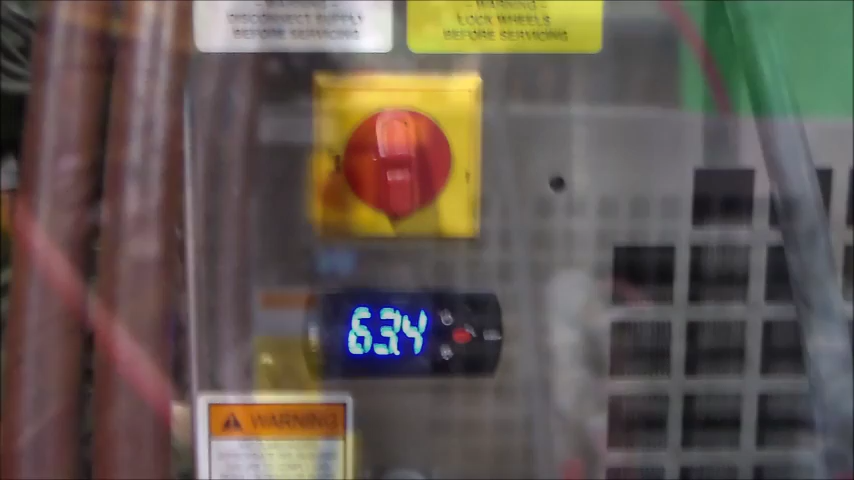 - WARNING -
DISCONNECT SUPPLY
BEFORE SERVICING
- WARNING -
LOCK WHEELS
BEFORE SERVICING
63.4
WARNING